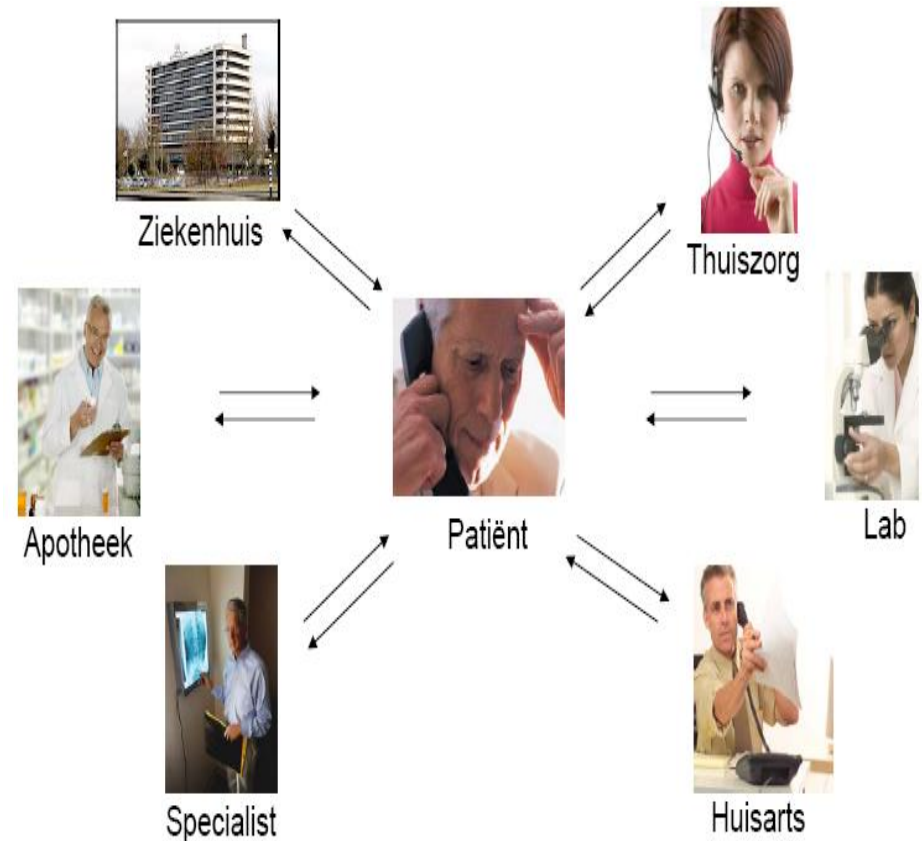 Ziekenhuis
Thuiszorg
Apotheek
Patiënt
Lab
Specialist
Huisarts